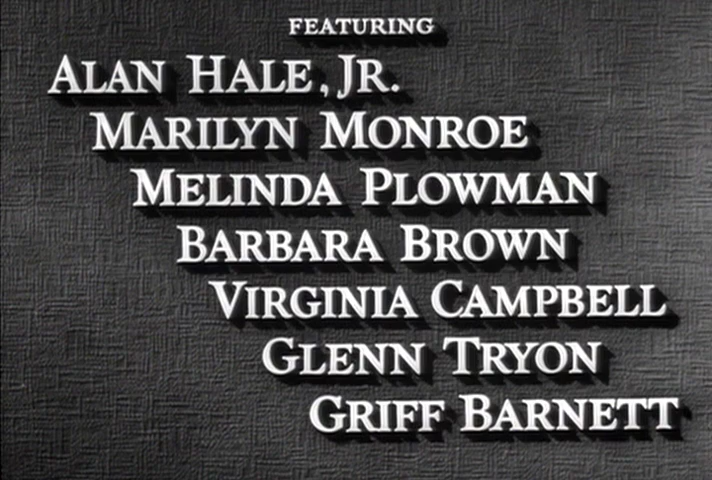 FEATURING
ALAN HALE, JR.
MARILYN MONROE
MELINDA PLOWMAN
BARBARA BROWN
VIRGINIA CAMPBELL
GLENN TRYON
GRIFF BARNETT